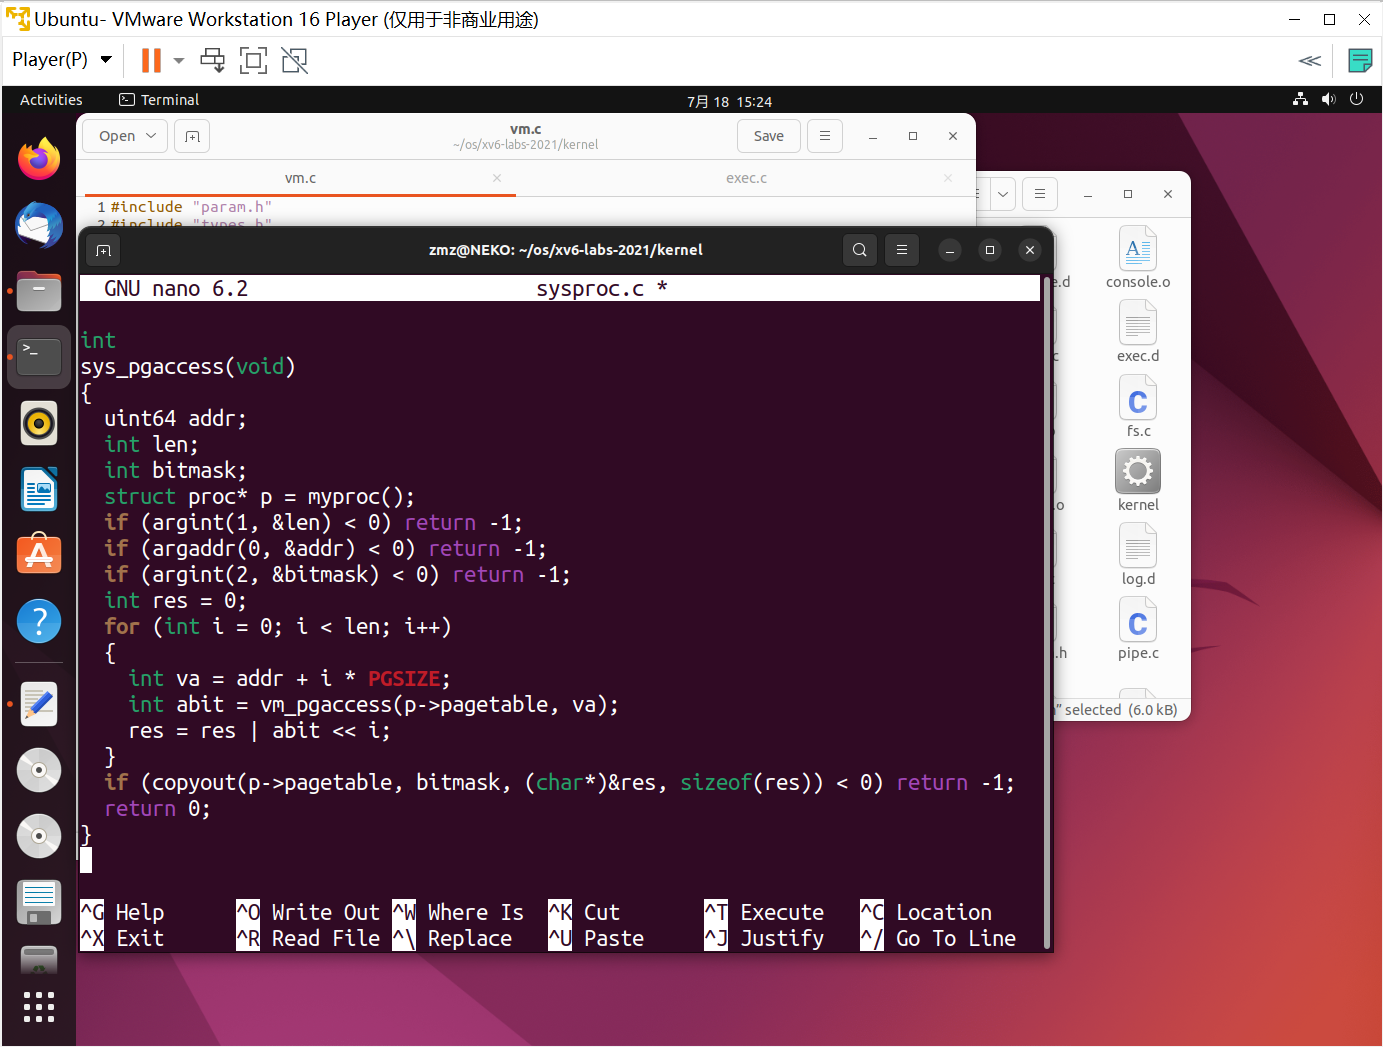 Ubuntu- VMware Workstation 16 Player (仅用于非商业用途)
Player(P)
Activities
Terminal
7月 18 15:24
Open
vm.c
~/os/xv6-labs-2021/kernel
Save
vm.c
exec.c
1 #include "param.h"
2 #include "types.h"
zmz@NEKO: ~/os/xv6-labs-2021/kernel
GNU nano 6.2
sysproc.c *
int
sys_pgaccess(void)
{
  uint64 addr;
  int len;
  int bitmask;
  struct proc* p = myproc();
  if (argint(1, &len) < 0) return -1;
  if (argaddr(0, &addr) < 0) return -1;
  if (argint(2, &bitmask) < 0) return -1;
  int res = 0;
  for (int i = 0; i < len; i++)
  {
    int va = addr + i * PGSIZE;
    int abit = vm_pgaccess(p->pagetable, va);
    res = res | abit << i;
  }
  if (copyout(p->pagetable, bitmask, (char*)&res, sizeof(res)) < 0) return -1;
  return 0;
}
^G Help ^O Write Out ^W Where Is ^K Cut ^T Execute ^C Location
^X Exit ^R Read File ^\ Replace ^U Paste ^J Justify ^/ Go To Line
e.d
console.o
c
exec.d
fs.c
.o
kernel
log.d
.h
pipe.c
" selected (6.0 kB)